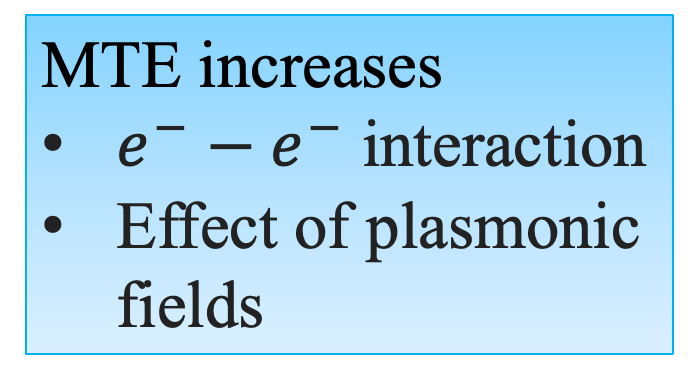 MTE increases
• e⁻ − e⁻ interaction
• Effect of plasmonic
fields